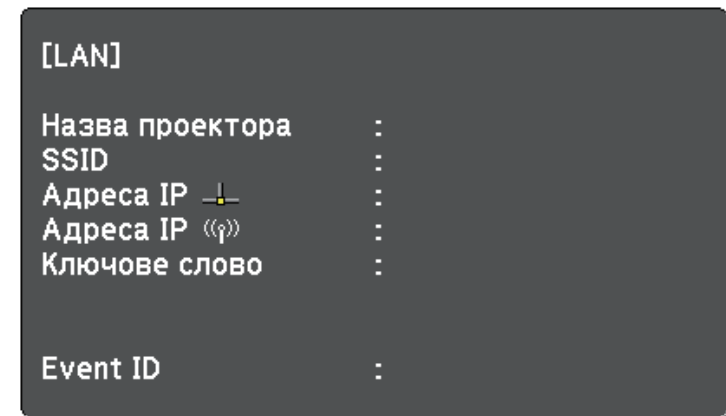 [LAN]
Назва проектора :
SSID :
Адреса IP :
Адреса IP :
Ключове слово :
Event ID :